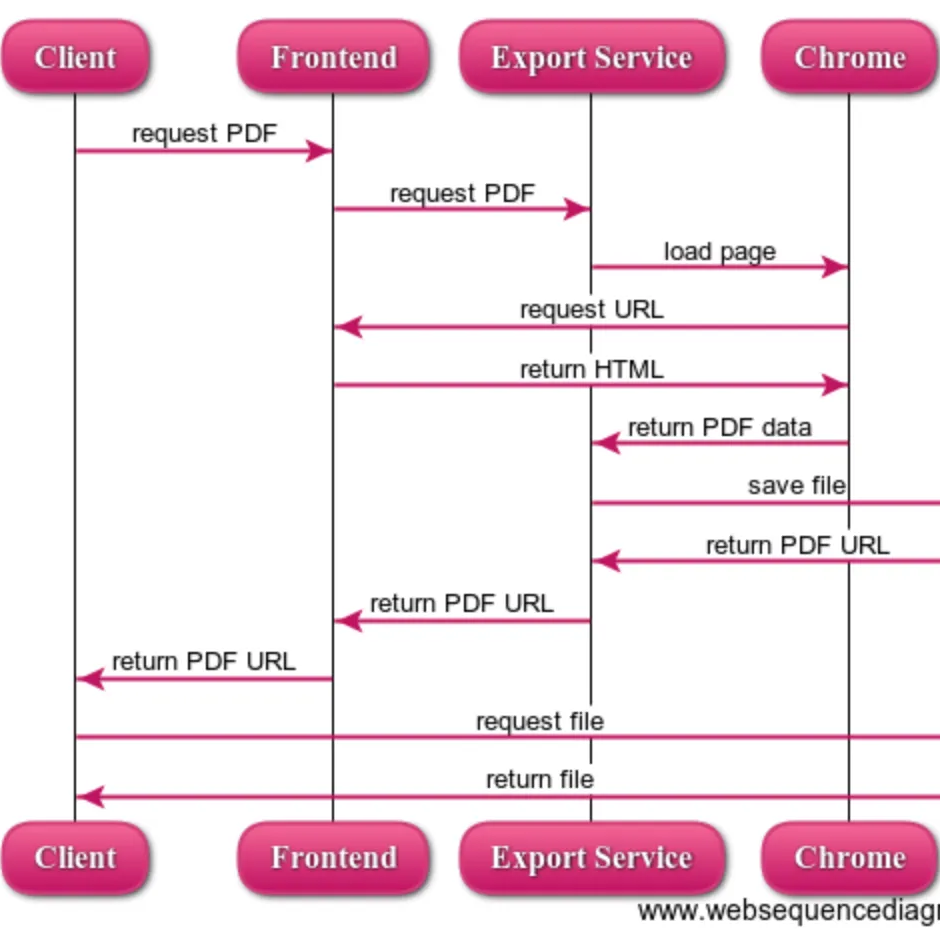 Client Frontend Export Service Chrome
request PDF
request PDF
load page
request URL
return HTML
return PDF data
save file
return PDF URL
return PDF URL
return PDF URL
request file
return file
Client Frontend Export Service Chrome
www.websequencediagr